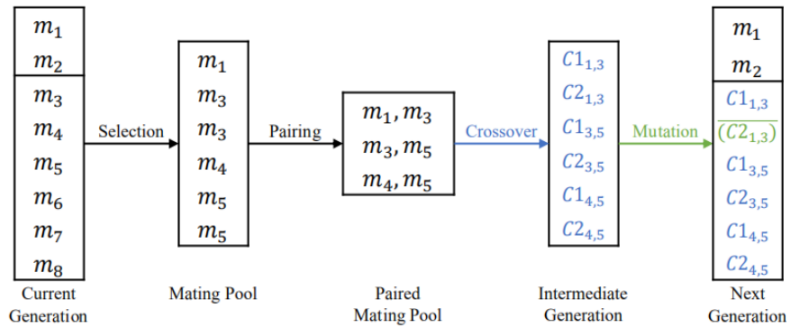 m₁
m₂
m₃
m₄
m₅
m₆
m₇
m₈
Current
Generation
Selection
m₁
m₃
m₃
m₄
m₅
m₅
Mating Pool
Pairing
m₁, m₃
m₃, m₅
m₄, m₅
Paired
Mating Pool
Crossover
C1₁,₃
C2₁,₃
C1₃,₅
C2₃,₅
C1₄,₅
C2₄,₅
Intermediate
Generation
Mutation
m₁
m₂
C1₁,₃
(C2₁,₃)
C1₃,₅
C2₃,₅
C1₄,₅
C2₄,₅
Next
Generation